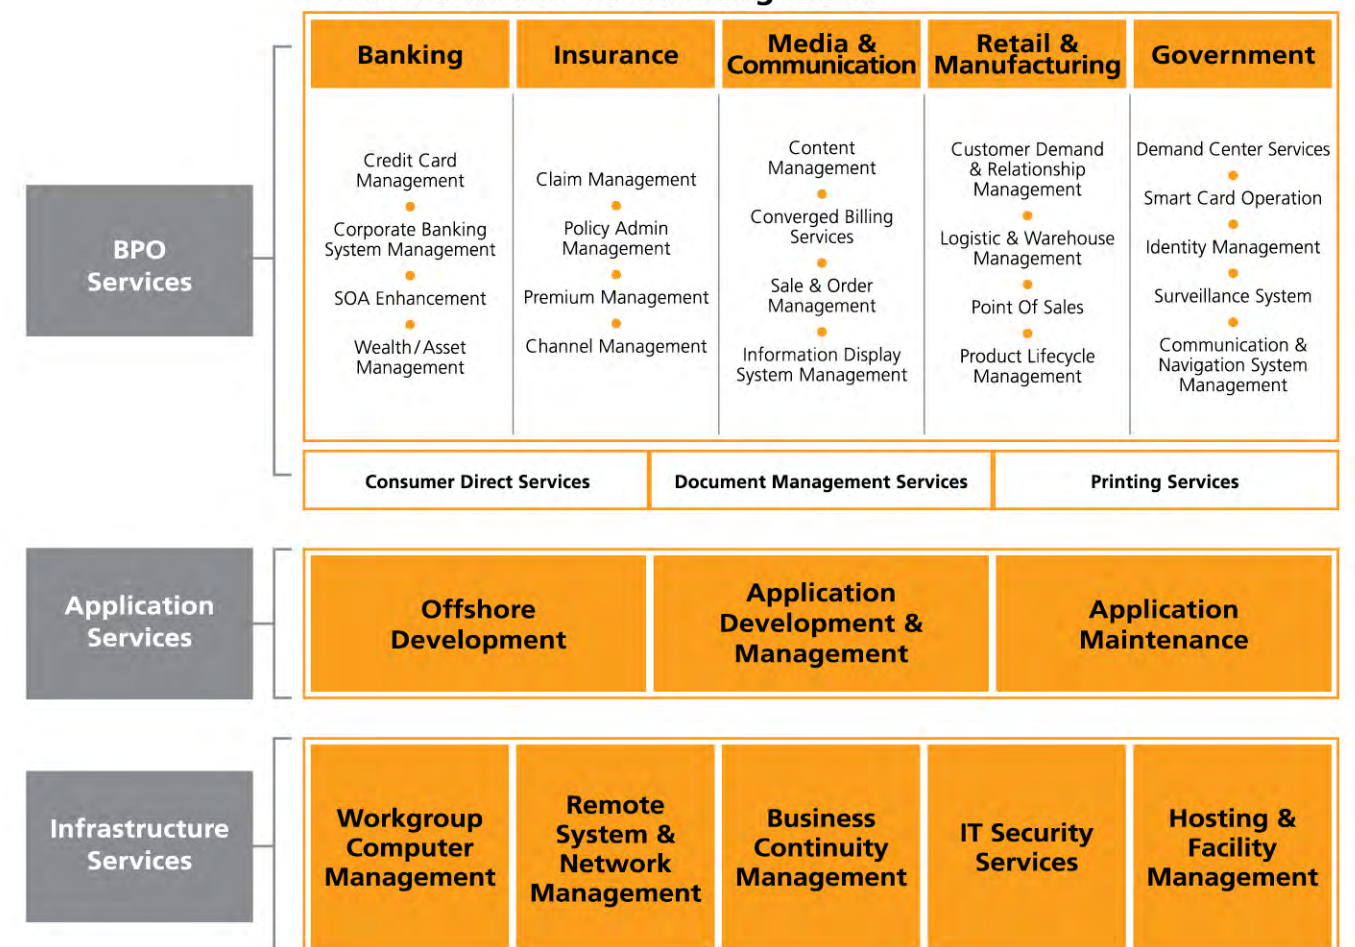 Banking
Insurance
Media &
Communication
Retail &
Manufacturing
Government
BPO
Services
Credit Card
Management
Corporate Banking
System Management
SOA Enhancement
Wealth/Asset
Management
Claim Management
Policy Admin
Management
Premium Management
Channel Management
Content
Management
Converged Billing
Services
Sale & Order
Management
Information Display
System Management
Customer Demand
& Relationship
Management
Logistic & Warehouse
Management
Point Of Sales
Product Lifecycle
Management
Demand Center Services
Smart Card Operation
Identity Management
Surveillance System
Communication &
Navigation System
Management
Consumer Direct Services
Document Management Services
Printing Services
Application
Services
Offshore
Development
Application
Development &
Management
Application
Maintenance
Infrastructure
Services
Workgroup
Computer
Management
Remote
System &
Network
Management
Business
Continuity
Management
IT Security
Services
Hosting &
Facility
Management